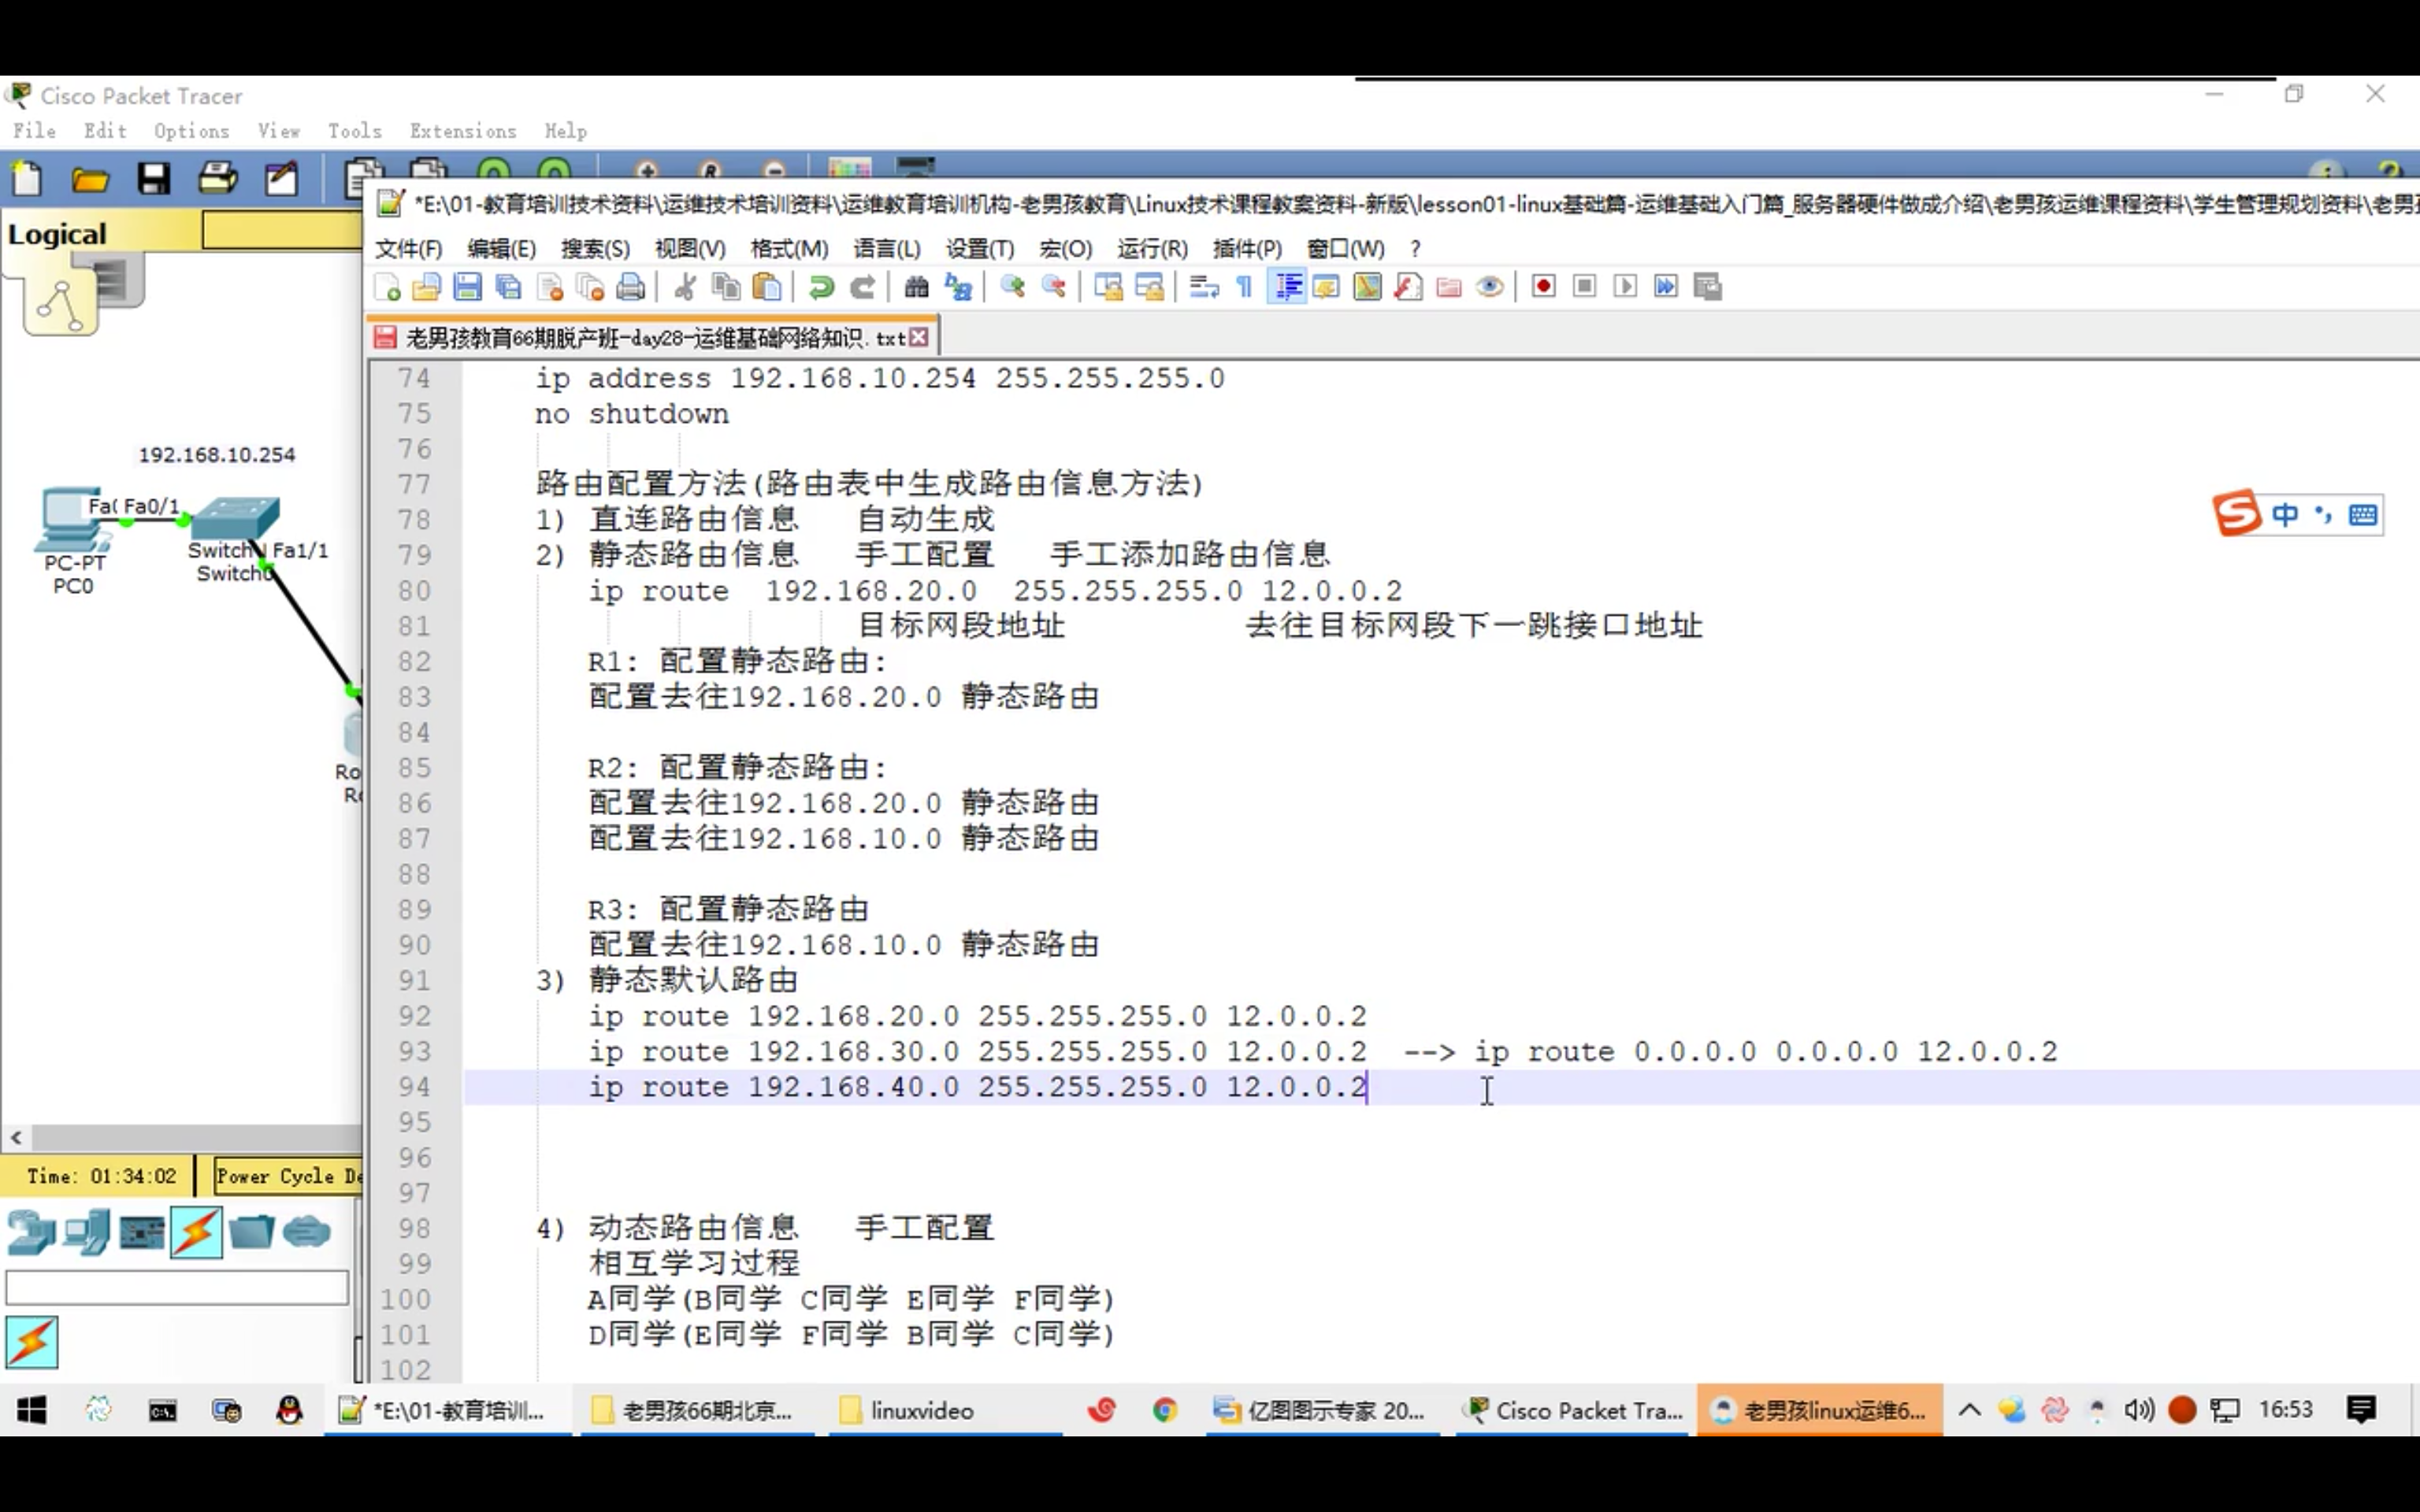 Cisco Packet Tracer
File Edit Options View Tools Extensions Help
*E:\01-教育培训技术资料\运维技术培训资料\运维教育培训机构-老男孩教育\Linux技术课程教案资料-新版\lesson01-linux基础篇-运维基础入门篇_服务器硬件做成介绍\老男孩运维课程资料\学生管理规划资料\老男
Logical
文件(F) 编辑(E) 搜索(S) 视图(V) 格式(M) 语言(L) 设置(T) 宏(O) 运行(R) 插件(P) 窗口(W) ?
老男孩教育66期脱产班-day28-运维基础网络知识.txt
74 ip address 192.168.10.254 255.255.255.0
75 no shutdown
76
77 路由配置方法(路由表中生成路由信息方法)
78 1) 直连路由信息 自动生成
79 2) 静态路由信息 手工配置 手工添加路由信息
80 ip route 192.168.20.0 255.255.255.0 12.0.0.2
81 目标网段地址 去往目标网段下一跳接口地址
82 R1: 配置静态路由:
83 配置去往192.168.20.0 静态路由
84
85 R2: 配置静态路由:
86 配置去往192.168.20.0 静态路由
87 配置去往192.168.10.0 静态路由
88
89 R3: 配置静态路由
90 配置去往192.168.10.0 静态路由
91 3) 静态默认路由
92 ip route 192.168.20.0 255.255.255.0 12.0.0.2
93 ip route 192.168.30.0 255.255.255.0 12.0.0.2 --> ip route 0.0.0.0 0.0.0.0 12.0.0.2
94 ip route 192.168.40.0 255.255.255.0 12.0.0.2
95
96
97
98 4) 动态路由信息 手工配置
99 相互学习过程
100 A同学(B同学 C同学 E同学 F同学)
101 D同学(E同学 F同学 B同学 C同学)
102
192.168.10.254
Fa0/1
PC-PT
PC0
Switch Fa1/1
Switch0
Ro
Time: 01:34:02 Power Cycle De
中
*E:\01-教育培训... 老男孩66期北京... linuxvideo 亿图图示专家 20... Cisco Packet Tra... 老男孩linux运维6... 16:53